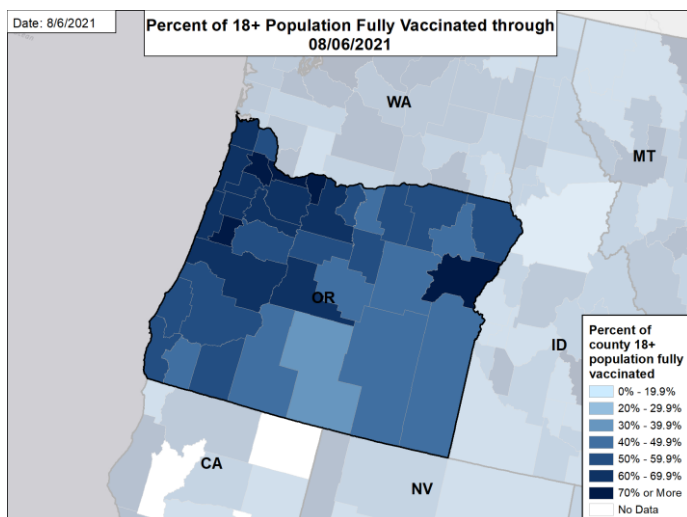 Date: 8/6/2021
Percent of 18+ Population Fully Vaccinated through
08/06/2021
WA
MT
OR
ID
CA
NV
Percent of
county 18+
population fully
vaccinated
0% - 19.9%
20% - 29.9%
30% - 39.9%
40% - 49.9%
50% - 59.9%
60% - 69.9%
70% or More
No Data